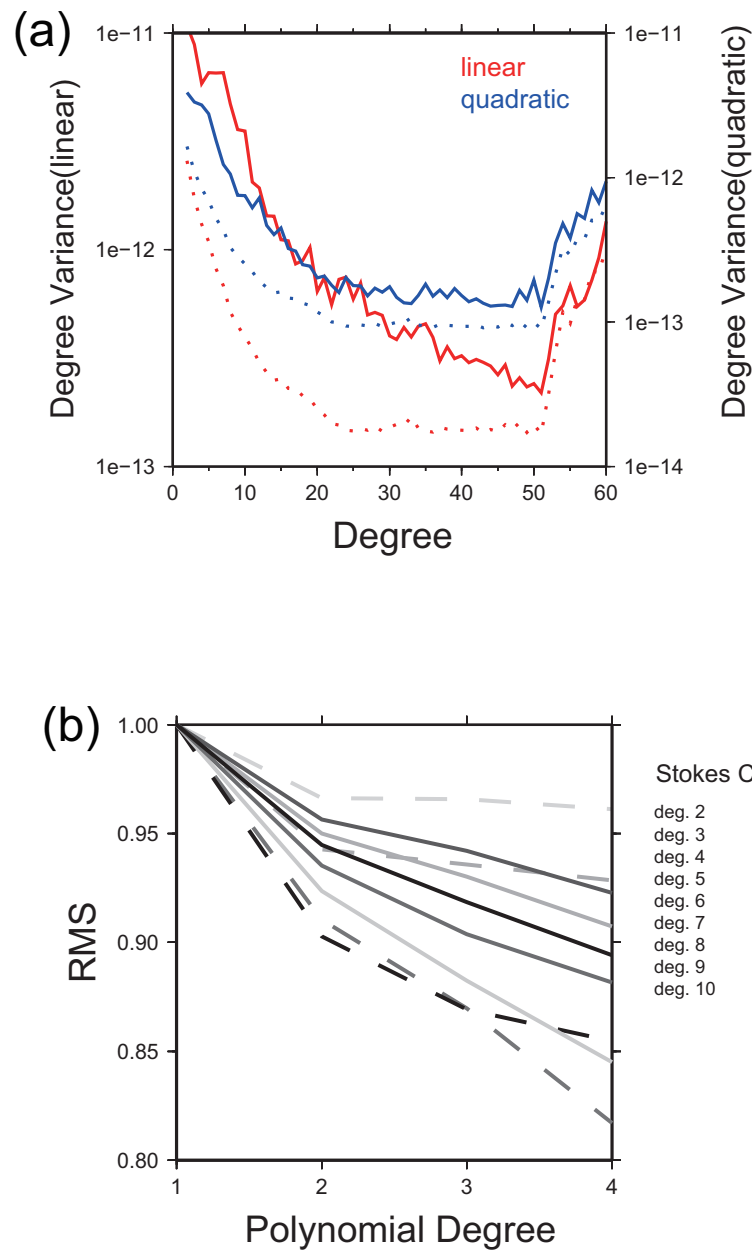 (a)
1e−11
1e−12
1e−13
Degree Variance(linear)
linear
quadratic
1e−11
1e−12
1e−13
1e−14
Degree Variance(quadratic)
0 10 20 30 40 50 60
Degree
(b)
1.00
0.95
0.90
0.85
0.80
RMS
Stokes C
deg. 2
deg. 3
deg. 4
deg. 5
deg. 6
deg. 7
deg. 8
deg. 9
deg. 10
1 2 3 4
Polynomial Degree